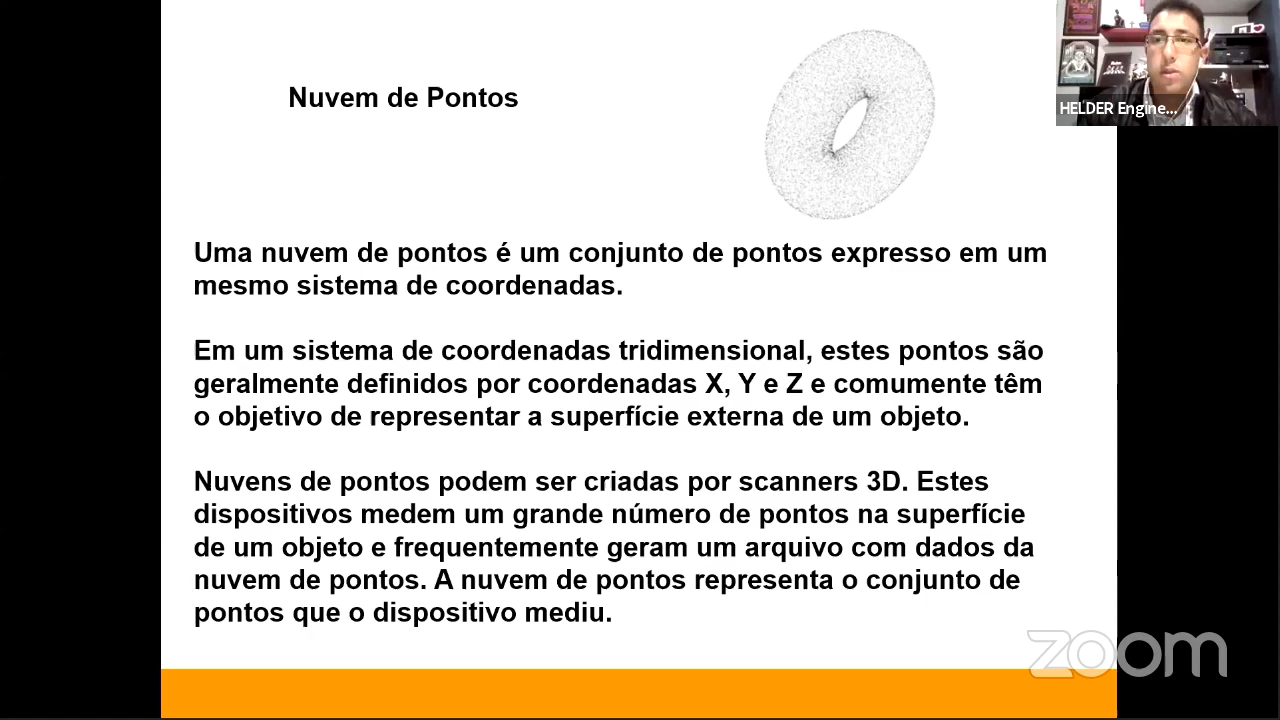 Nuvem de Pontos
HELDER Engine...
Uma nuvem de pontos é um conjunto de pontos expresso em um
mesmo sistema de coordenadas.
Em um sistema de coordenadas tridimensional, estes pontos são
geralmente definidos por coordenadas X, Y e Z e comumente têm
o objetivo de representar a superfície externa de um objeto.
Nuvens de pontos podem ser criadas por scanners 3D. Estes
dispositivos medem um grande número de pontos na superfície
de um objeto e frequentemente geram um arquivo com dados da
nuvem de pontos. A nuvem de pontos representa o conjunto de
pontos que o dispositivo mediu.
zoom